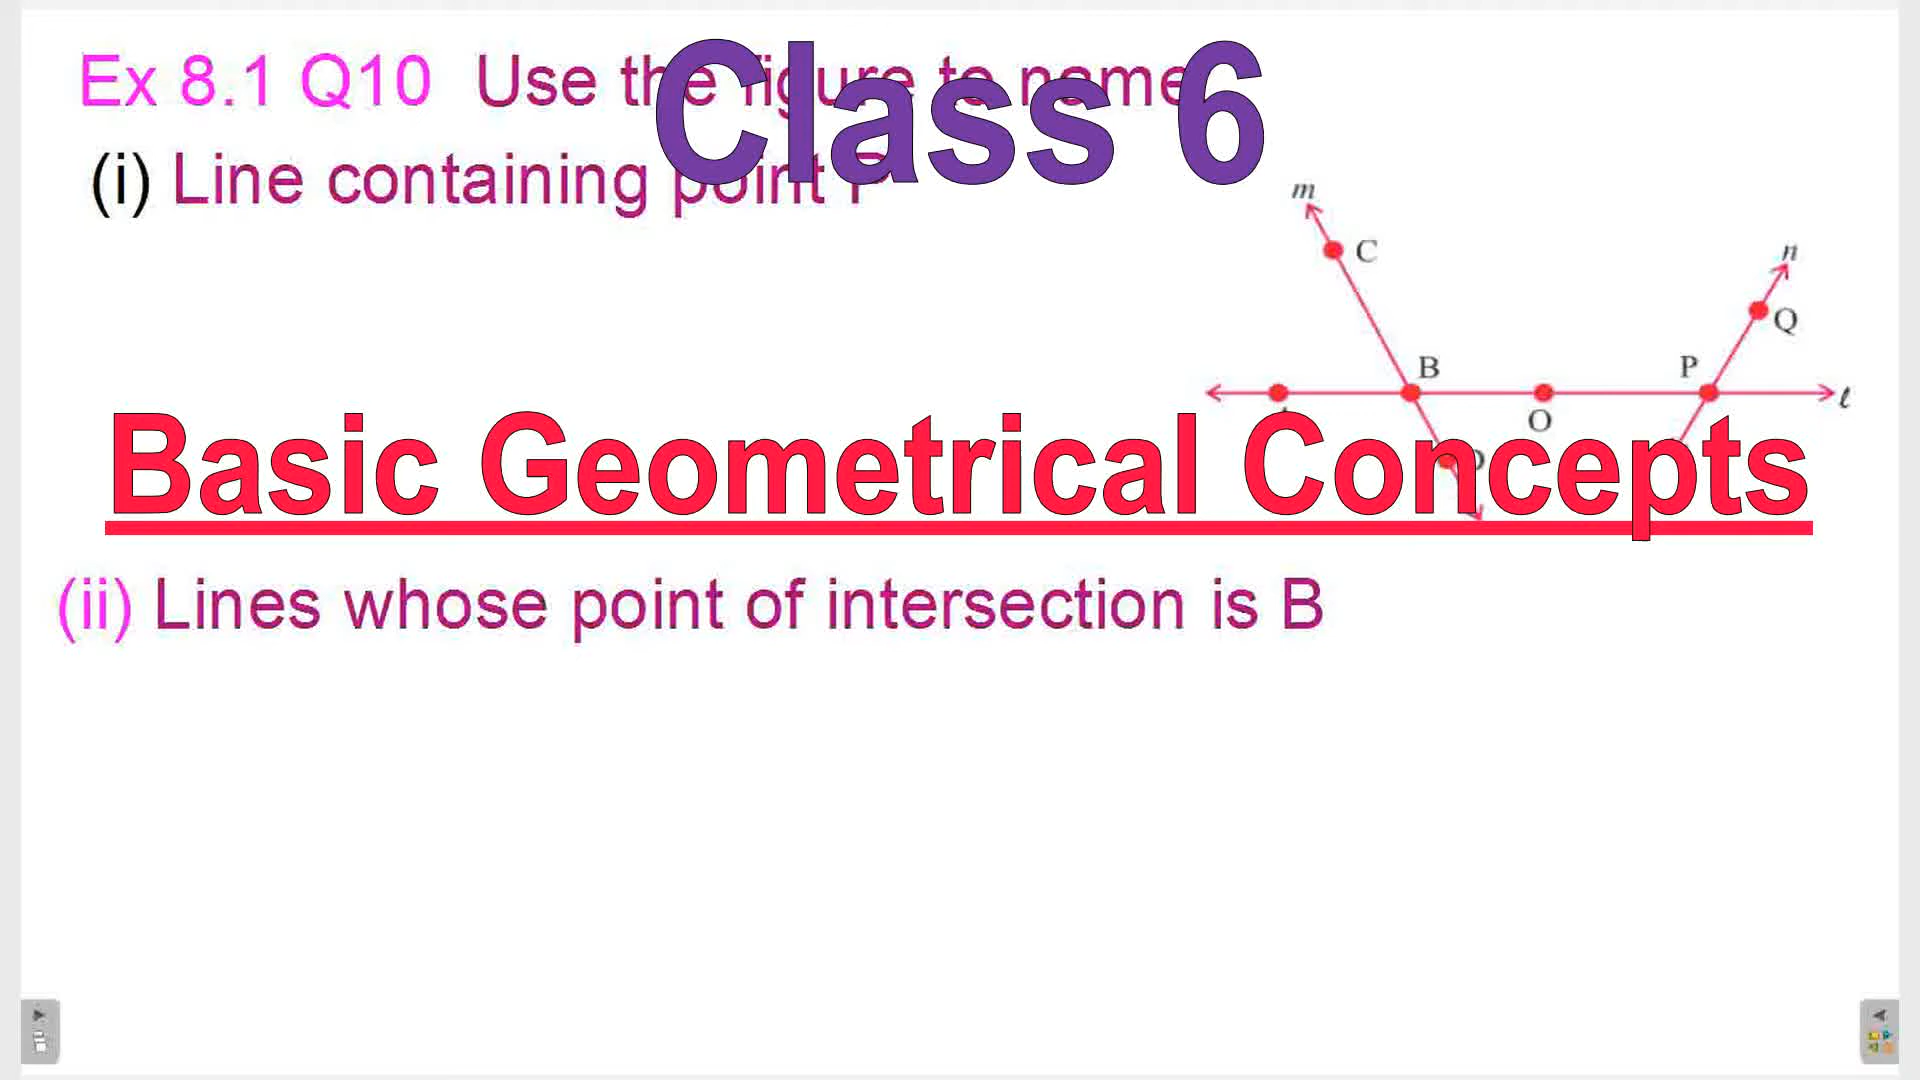 Class 6
Ex 8.1 Q10 Use the figure to name
(i) Line containing point P
m
C
n
Q
B
P
O
ℓ
D
Basic Geometrical Concepts
(ii) Lines whose point of intersection is B